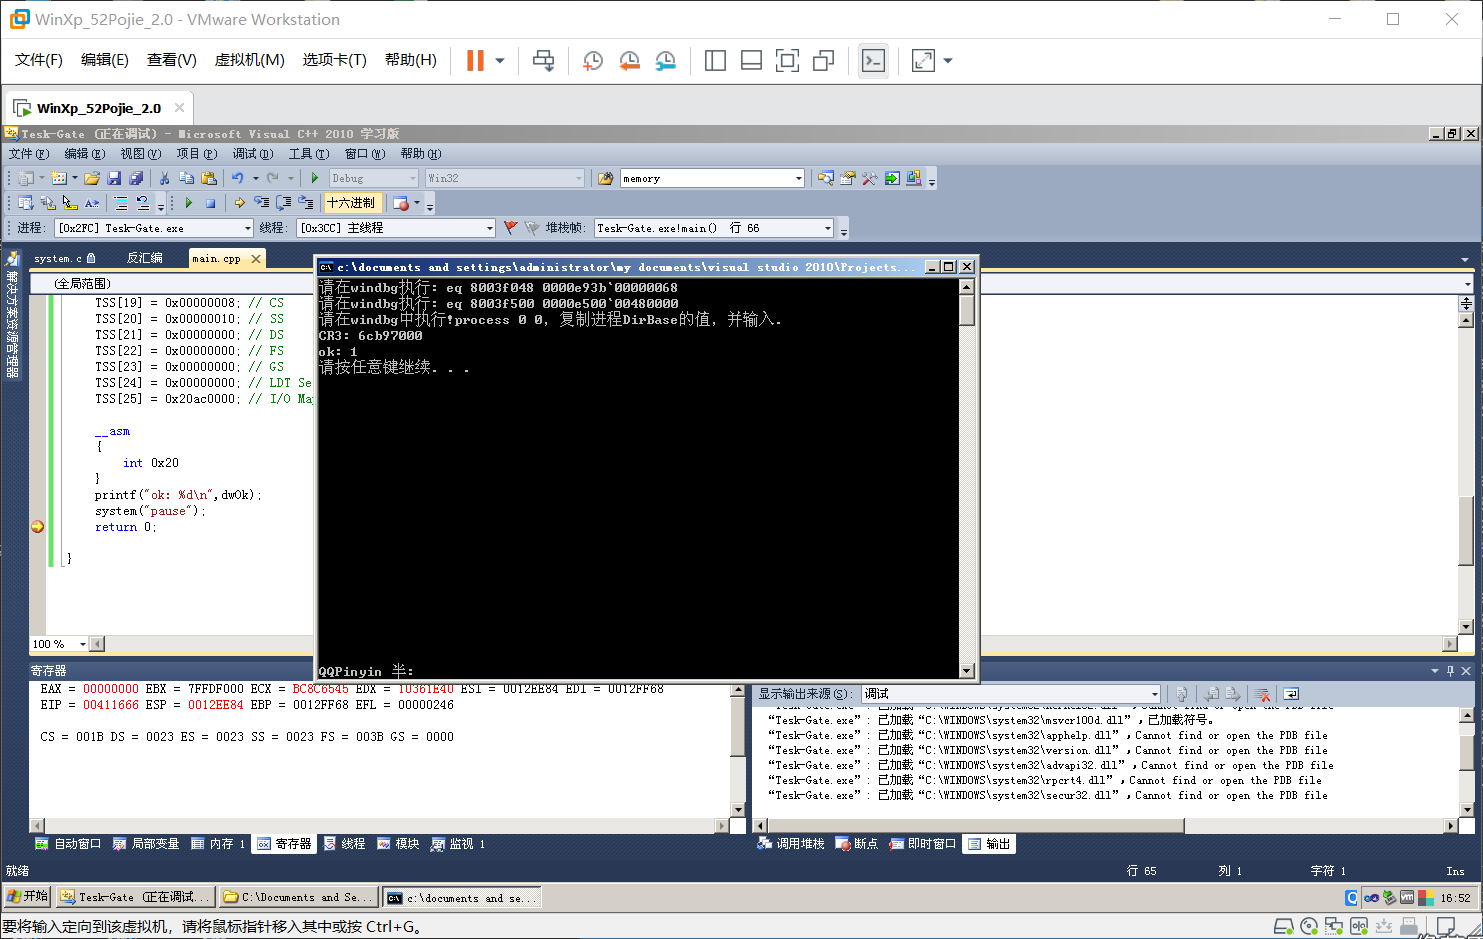 WinXp_52Pojie_2.0 - VMware Workstation
文件(F) 编辑(E) 查看(V) 虚拟机(M) 选项卡(T) 帮助(H)
WinXp_52Pojie_2.0
Tesk-Gate (正在调试) - Microsoft Visual C++ 2010 学习版
文件(F) 编辑(E) 视图(V) 项目(P) 调试(D) 工具(T) 窗口(W) 帮助(H)
Debug Win32 memory
十六进制
进程: [0x2FC] Tesk-Gate.exe 线程: [0x3CC] 主线程 堆栈帧: Tesk-Gate.exe!main() 行 66
system.c 反汇编 main.cpp
解决方案资源管理器
(全局范围)
TSS[19] = 0x00000008; // CS
TSS[20] = 0x00000010; // SS
TSS[21] = 0x00000000; // DS
TSS[22] = 0x00000000; // FS
TSS[23] = 0x00000000; // GS
TSS[24] = 0x00000000; // LDT Se
TSS[25] = 0x20ac0000; // I/O Ma
__asm
{
int 0x20
}
printf("ok: %d\n",dwOk);
system("pause");
return 0;
}
100 %
c:\documents and settings\administrator\my documents\visual studio 2010\Projects...
请在windbg执行: eq 8003f048 0000e93b`00000068
请在windbg执行: eq 8003f500 0000e500`00480000
请在windbg中执行!process 0 0, 复制进程DirBase的值, 并输入.
CR3: 6cb97000
ok: 1
请按任意键继续. . .
QQPinyin 半:
寄存器
EAX = 00000000 EBX = 7FFDF000 ECX = BC8C6545 EDX = 10361E40 ESI = 0012EE84 EDI = 0012FF68
EIP = 00411666 ESP = 0012EE84 EBP = 0012FF68 EFL = 00000246
CS = 001B DS = 0023 ES = 0023 SS = 0023 FS = 003B GS = 0000
显示输出来源(S): 调试
“Tesk-Gate.exe”: 已加载“C:\WINDOWS\system32\msvcr100d.dll”，已加载符号。
“Tesk-Gate.exe”: 已加载“C:\WINDOWS\system32\apphelp.dll”，Cannot find or open the PDB file
“Tesk-Gate.exe”: 已加载“C:\WINDOWS\system32\version.dll”，Cannot find or open the PDB file
“Tesk-Gate.exe”: 已加载“C:\WINDOWS\system32\advapi32.dll”，Cannot find or open the PDB file
“Tesk-Gate.exe”: 已加载“C:\WINDOWS\system32\rpcrt4.dll”，Cannot find or open the PDB file
“Tesk-Gate.exe”: 已加载“C:\WINDOWS\system32\secur32.dll”，Cannot find or open the PDB file
自动窗口 局部变量 内存 1 寄存器 线程 模块 监视 1
调用堆栈 断点 即时窗口 输出
就绪 行 65 列 1 字符 1 Ins
开始 Tesk-Gate (正在调试... C:\Documents and Se... c:\documents and se... 16:52
要将输入定向到该虚拟机，请将鼠标指针移入其中或按 Ctrl+G。